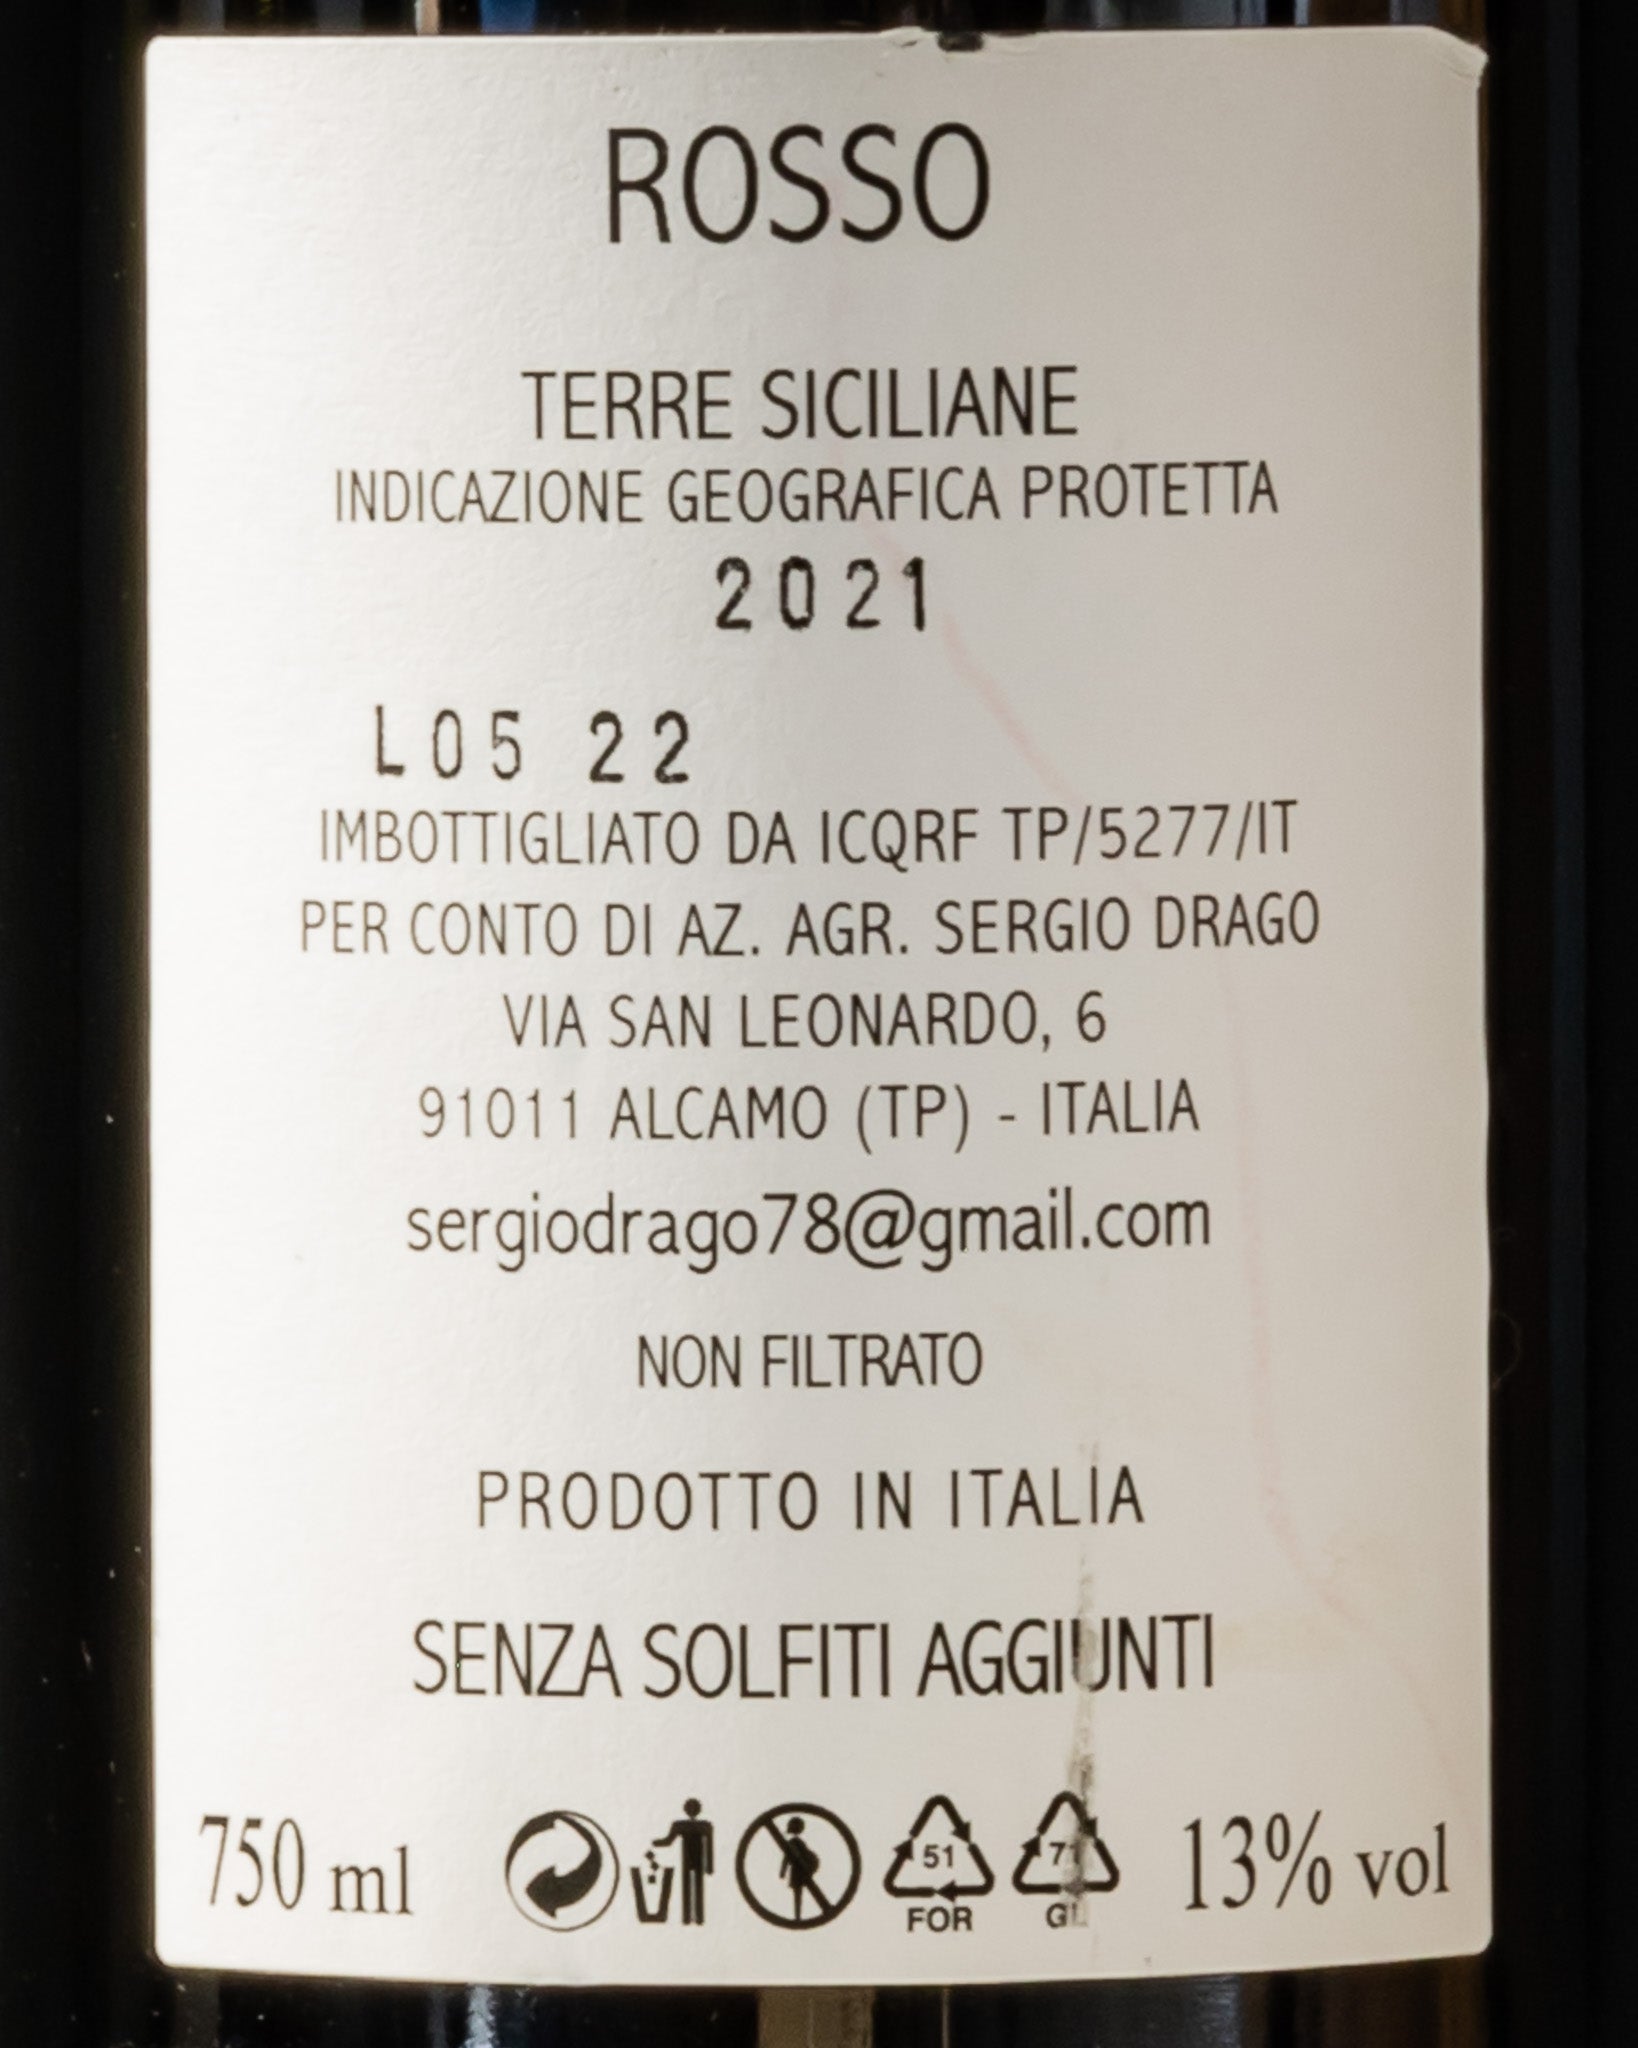 ROSSO
TERRE SICILIANE
INDICAZIONE GEOGRAFICA PROTETTA
2021
L05 22
IMBOTTIGLIATO DA ICQRF TP/5277/IT
PER CONTO DI AZ. AGR. SERGIO DRAGO
VIA SAN LEONARDO, 6
91011 ALCAMO (TP) - ITALIA
sergiodrago78@gmail.com
NON FILTRATO
PRODOTTO IN ITALIA
SENZA SOLFITI AGGIUNTI
750 ml 51 71 13% vol
FOR GL